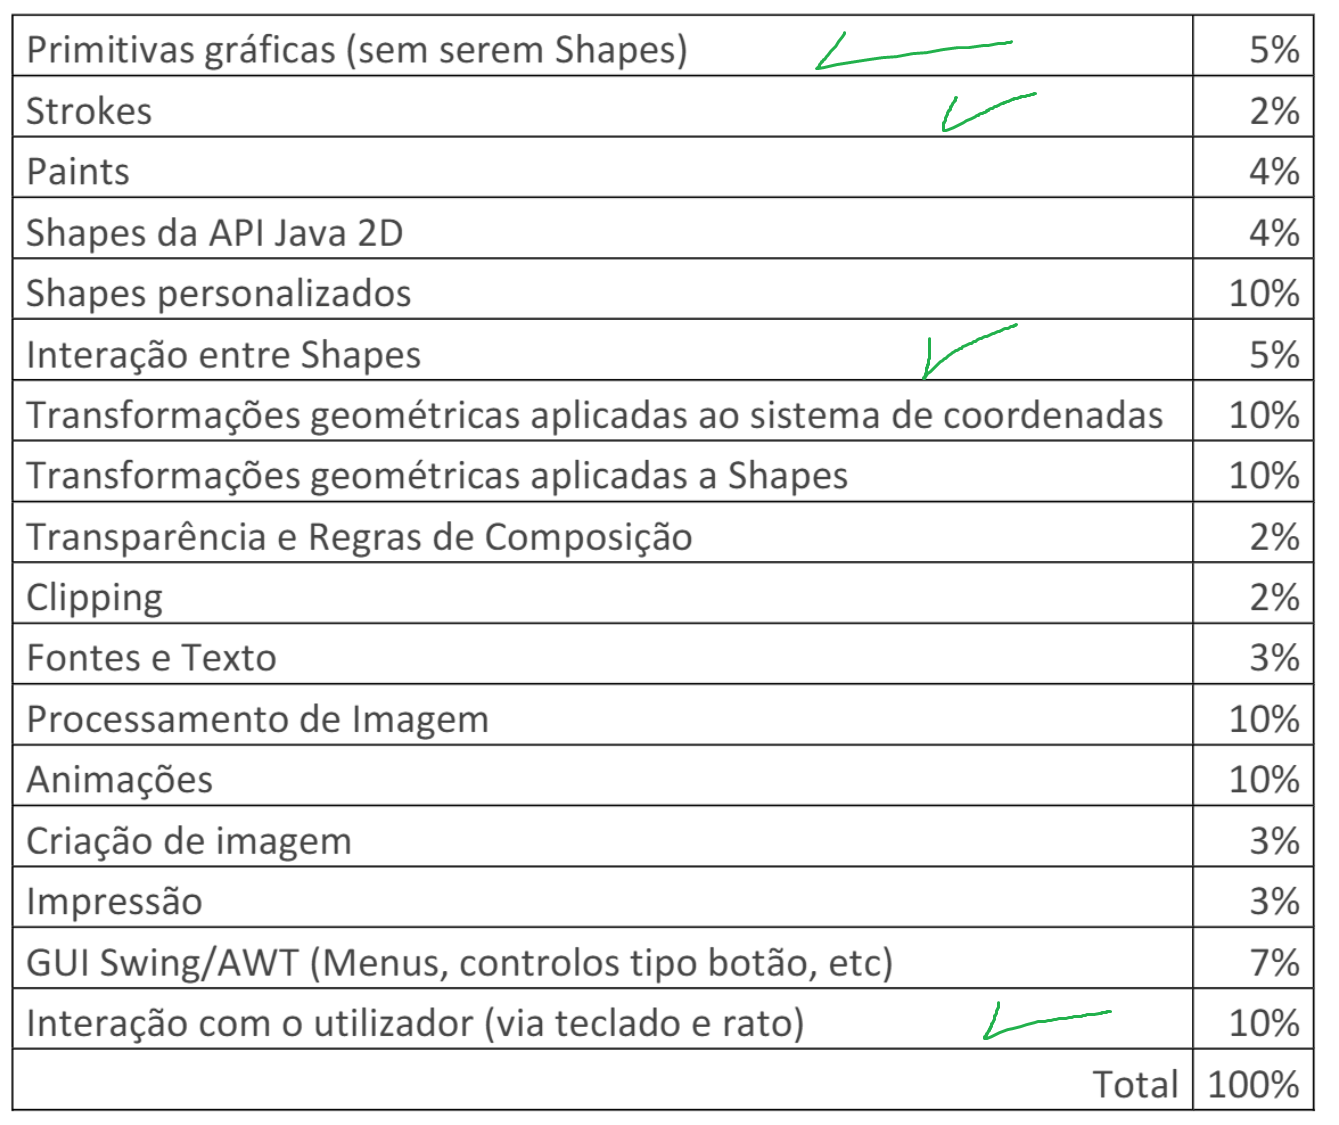 Primitivas gráficas (sem serem Shapes) 5%
Strokes 2%
Paints 4%
Shapes da API Java 2D 4%
Shapes personalizados 10%
Interação entre Shapes 5%
Transformações geométricas aplicadas ao sistema de coordenadas 10%
Transformações geométricas aplicadas a Shapes 10%
Transparência e Regras de Composição 2%
Clipping 2%
Fontes e Texto 3%
Processamento de Imagem 10%
Animações 10%
Criação de imagem 3%
Impressão 3%
GUI Swing/AWT (Menus, controlos tipo botão, etc) 7%
Interação com o utilizador (via teclado e rato) 10%
Total 100%